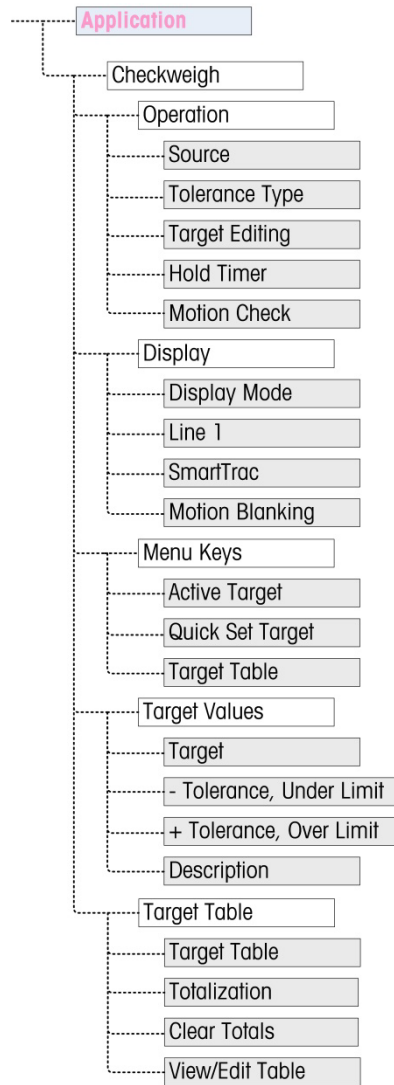 Application
Checkweigh
Operation
Source
Tolerance Type
Target Editing
Hold Timer
Motion Check
Display
Display Mode
Line 1
SmartTrac
Motion Blanking
Menu Keys
Active Target
Quick Set Target
Target Table
Target Values
Target
- Tolerance, Under Limit
+ Tolerance, Over Limit
Description
Target Table
Target Table
Totalization
Clear Totals
View/Edit Table